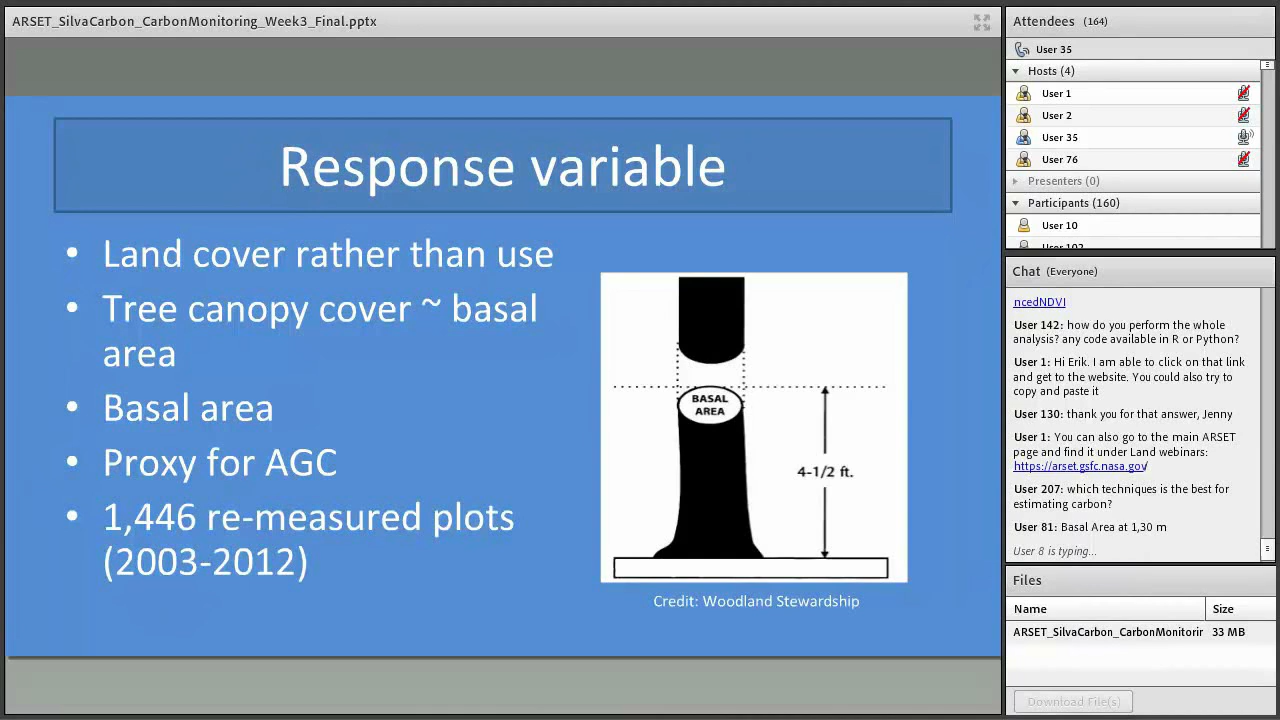 ARSET_SilvaCarbon_CarbonMonitoring_Week3_Final.pptx
Response variable
• Land cover rather than use
• Tree canopy cover ~ basal
area
• Basal area
• Proxy for AGC
• 1,446 re-measured plots
(2003-2012)
BASAL
AREA
4-1/2 ft.
Credit: Woodland Stewardship
Attendees (164)
User 35
Hosts (4)
User 1
User 2
User 35
User 76
Presenters (0)
Participants (160)
User 10
User 102
Chat (Everyone)
ncedNDVI
User 142: how do you perform the whole
analysis? any code available in R or Python?
User 1: Hi Erik. I am able to click on that link
and get to the website. You could also try to
copy and paste it
User 130: thank you for that answer, Jenny
User 1: You can also go to the main ARSET
page and find it under Land webinars:
https://arset.gsfc.nasa.gov/
User 207: which techniques is the best for
estimating carbon?
User 81: Basal Area at 1,30 m
User 8 is typing...
Files
Name Size
ARSET_SilvaCarbon_CarbonMonitorir 33 MB
Download File(s)